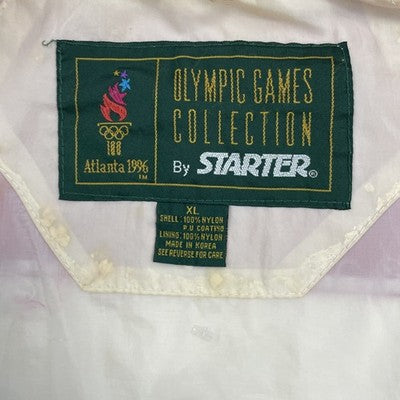 100
Atlanta 1996
TM
OLYMPIC GAMES
COLLECTION
By STARTER®
XL
SHELL: 100% NYLON
P.U COATING
LINING: 100% NYLON
MADE IN KOREA
SEE REVERSE FOR CARE